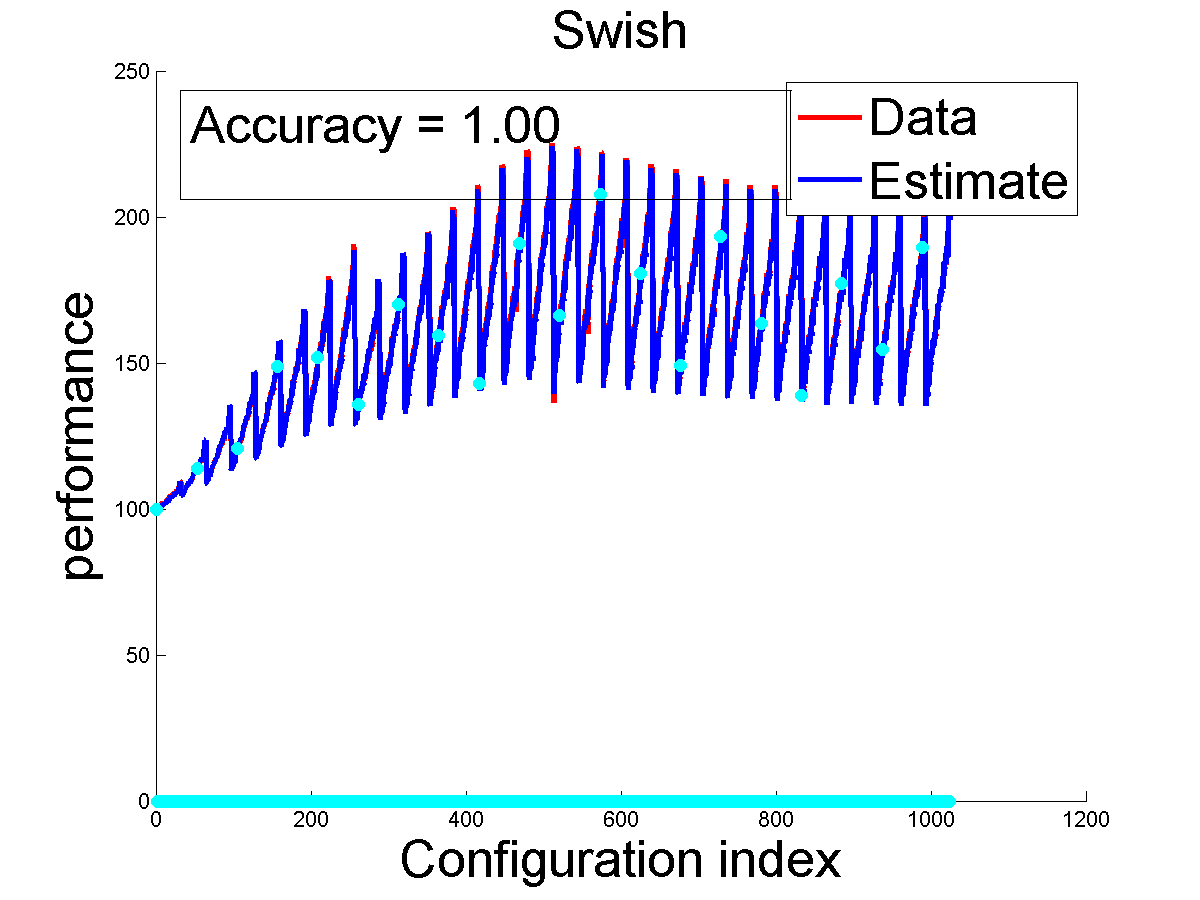 Swish
250
Accuracy = 1.00
Data
Estimate
200
150
100
50
0
performance
0 200 400 600 800 1000 1200
Configuration index